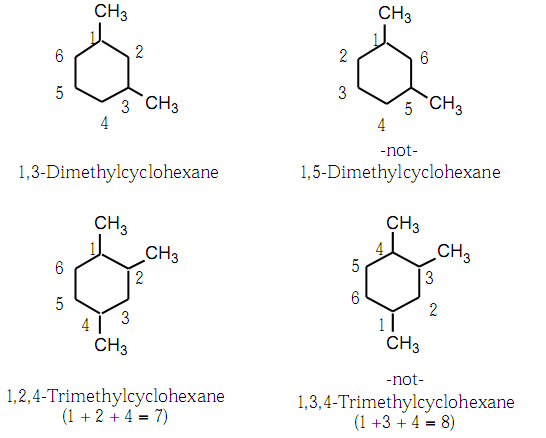 CH3
1
2
3
4
5
6
CH3
1,3-Dimethylcyclohexane
CH3
1
2
3
4
5
6
CH3
-not-
1,5-Dimethylcyclohexane
CH3
1
CH3
2
3
4
5
6
CH3
1,2,4-Trimethylcyclohexane
(1 + 2 + 4 = 7)
CH3
4
CH3
3
5
6
2
1
CH3
-not-
1,3,4-Trimethylcyclohexane
(1 +3 + 4 = 8)